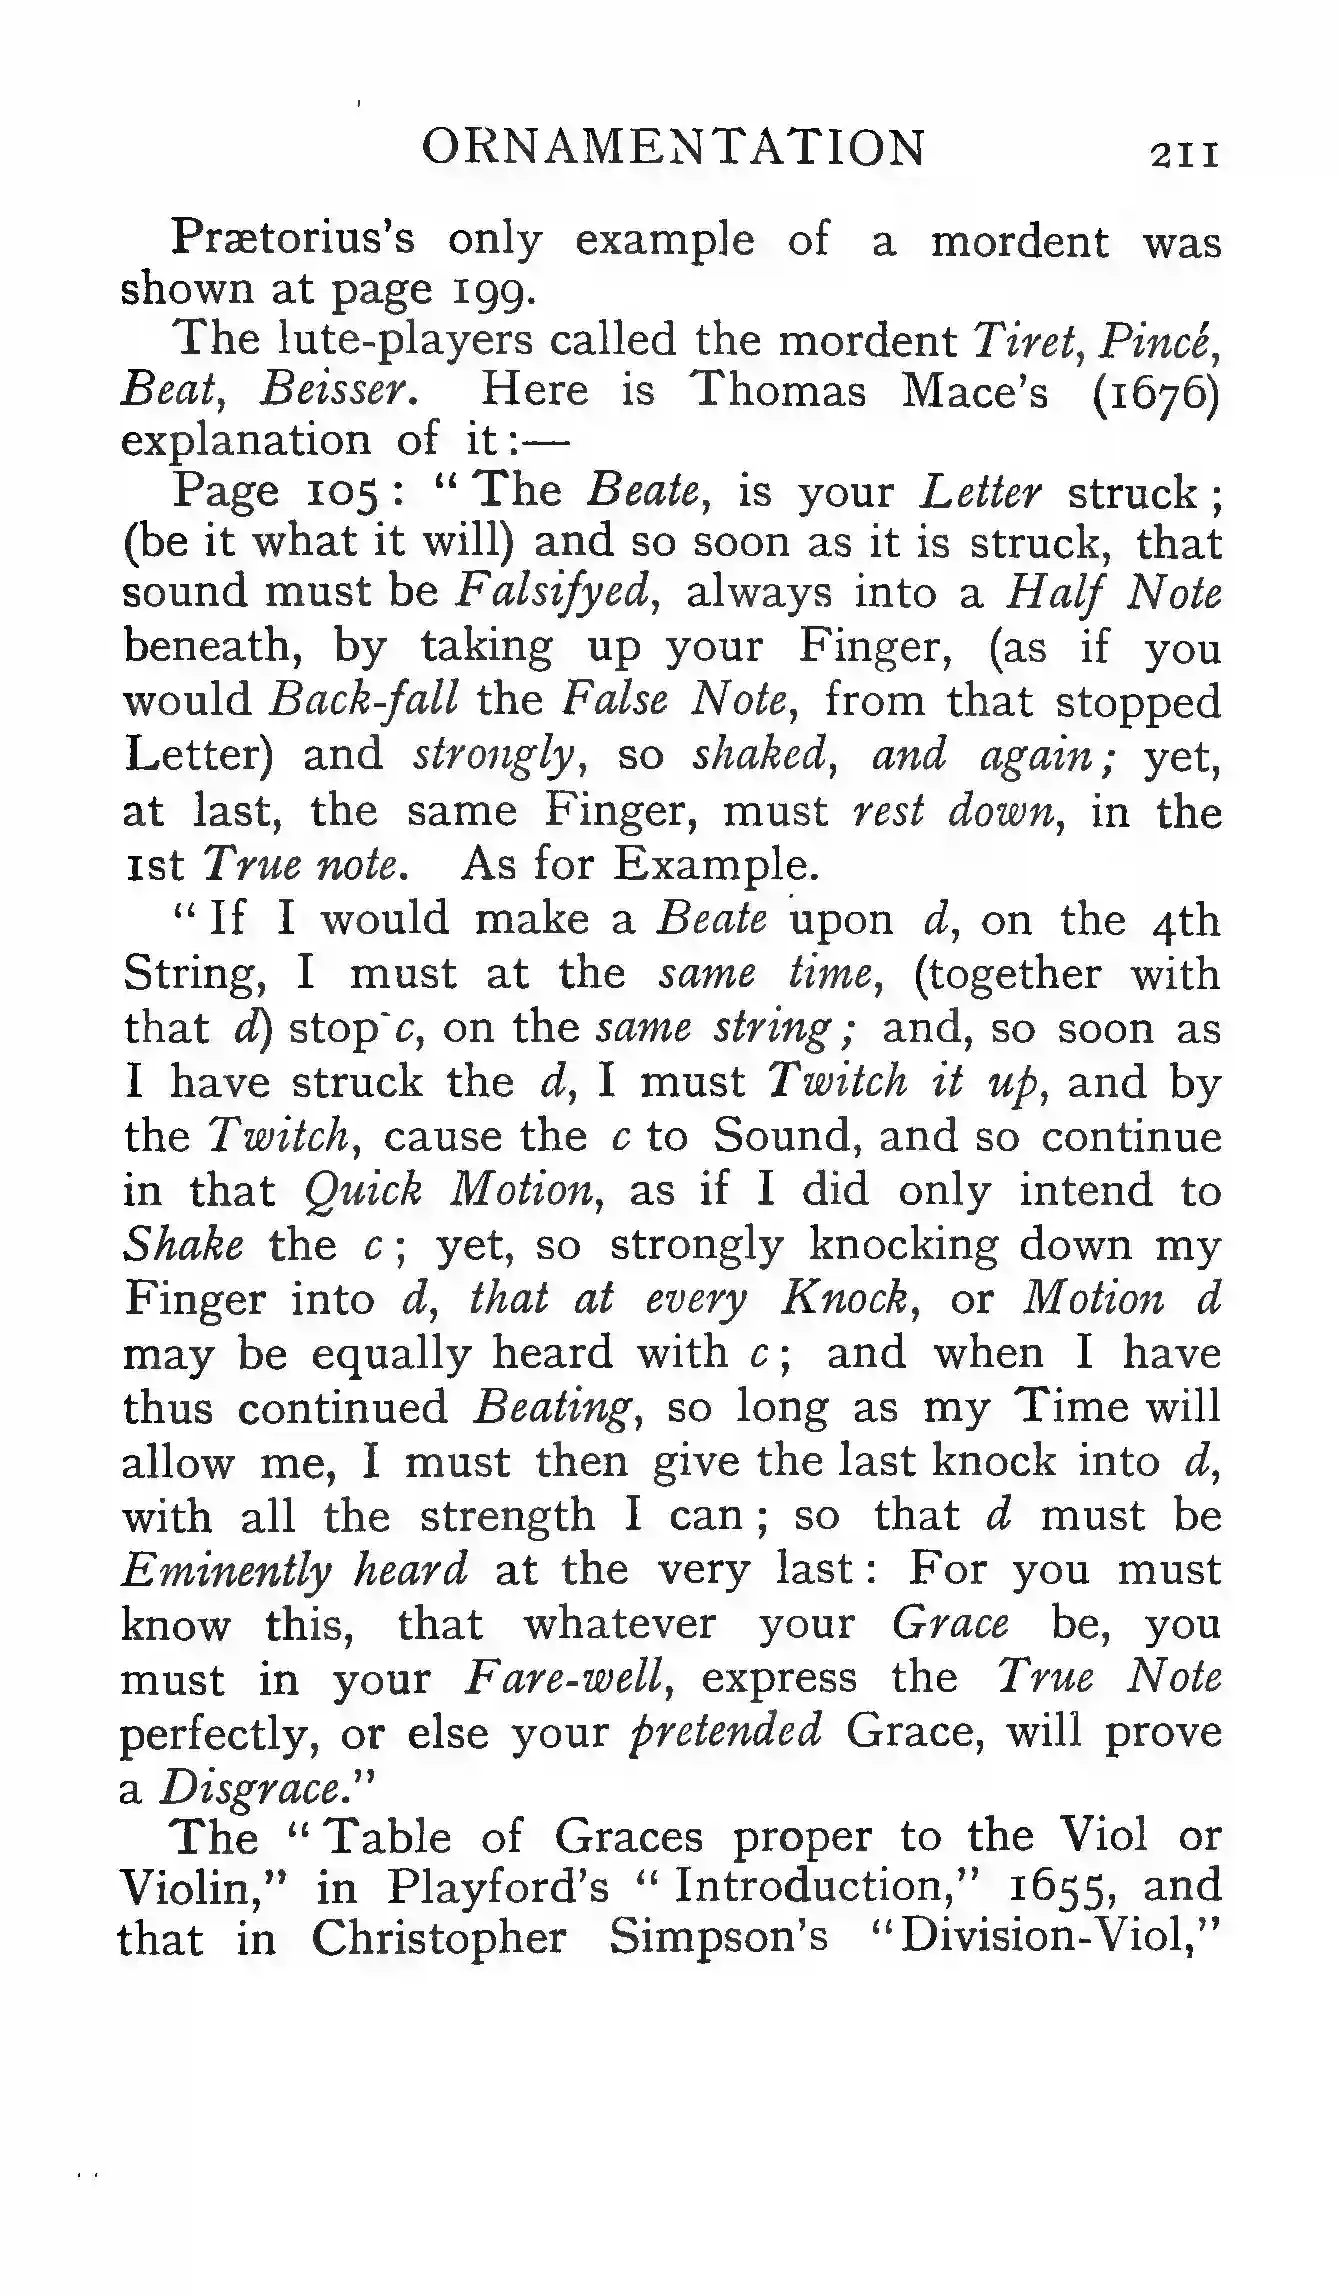 ORNAMENTATION 211
Prætorius's only example of a mordent was
shown at page 199.
The lute-players called the mordent Tiret, Pincé,
Beat, Beisser. Here is Thomas Mace's (1676)
explanation of it:—
Page 105: "The Beate, is your Letter struck;
(be it what it will) and so soon as it is struck, that
sound must be Falsifyed, always into a Half Note
beneath, by taking up your Finger, (as if you
would Back-fall the False Note, from that stopped
Letter) and strongly, so shaked, and again; yet,
at last, the same Finger, must rest down, in the
1st True note. As for Example.
"If I would make a Beate upon d, on the 4th
String, I must at the same time, (together with
that d) stop c, on the same string; and, so soon as
I have struck the d, I must Twitch it up, and by
the Twitch, cause the c to Sound, and so continue
in that Quick Motion, as if I did only intend to
Shake the c; yet, so strongly knocking down my
Finger into d, that at every Knock, or Motion d
may be equally heard with c; and when I have
thus continued Beating, so long as my Time will
allow me, I must then give the last knock into d,
with all the strength I can; so that d must be
Eminently heard at the very last: For you must
know this, that whatever your Grace be, you
must in your Fare-well, express the True Note
perfectly, or else your pretended Grace, will prove
a Disgrace."
The "Table of Graces proper to the Viol or
Violin," in Playford's "Introduction," 1655, and
that in Christopher Simpson's "Division-Viol,"